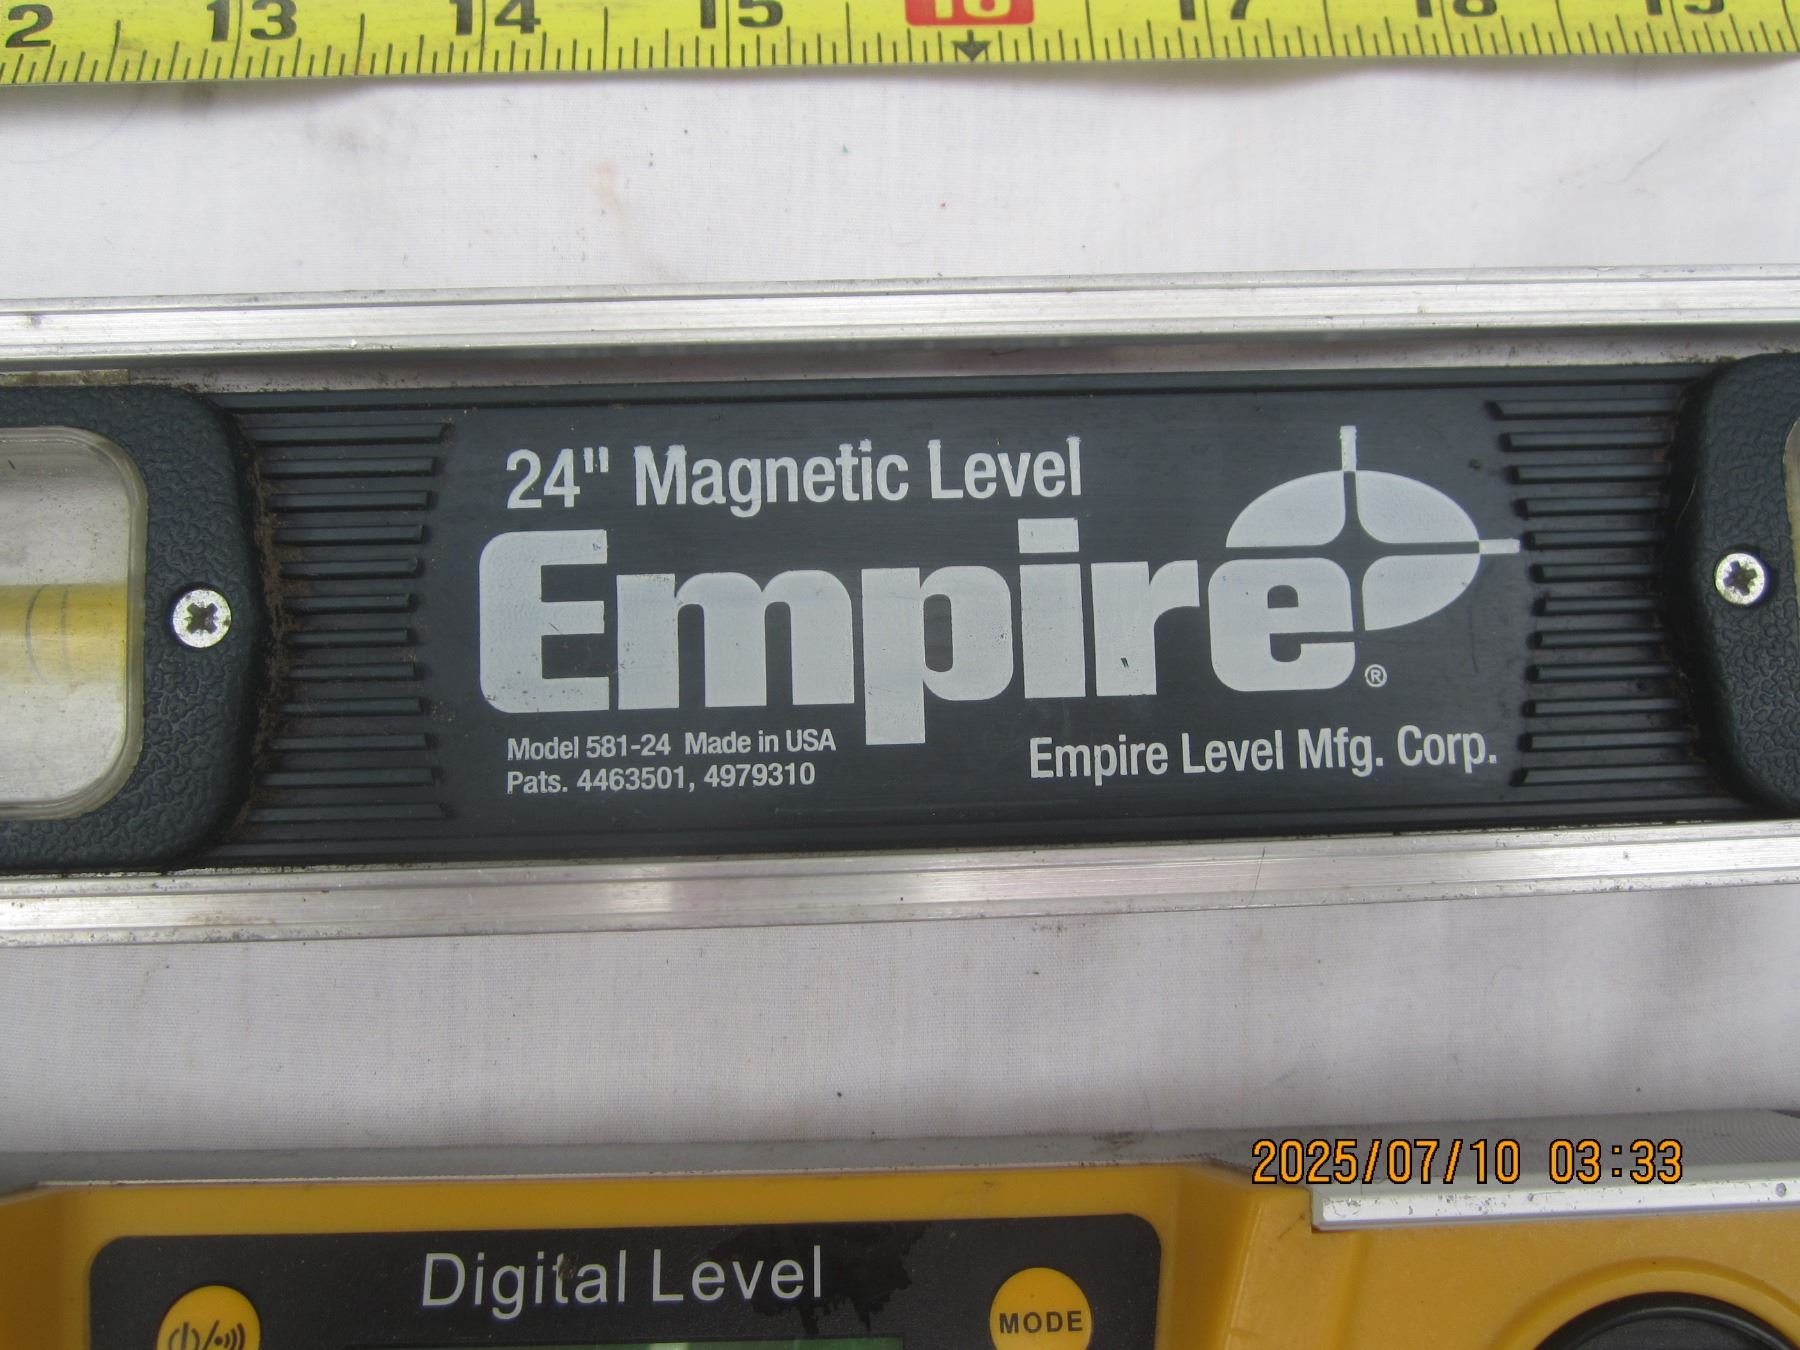 2 13 14 15 16 17 18 19
24" Magnetic Level
Empire®
Model 581-24 Made in USA
Pats. 4463501, 4979310
Empire Level Mfg. Corp.
2025/07/10 03:33
Digital Level
MODE